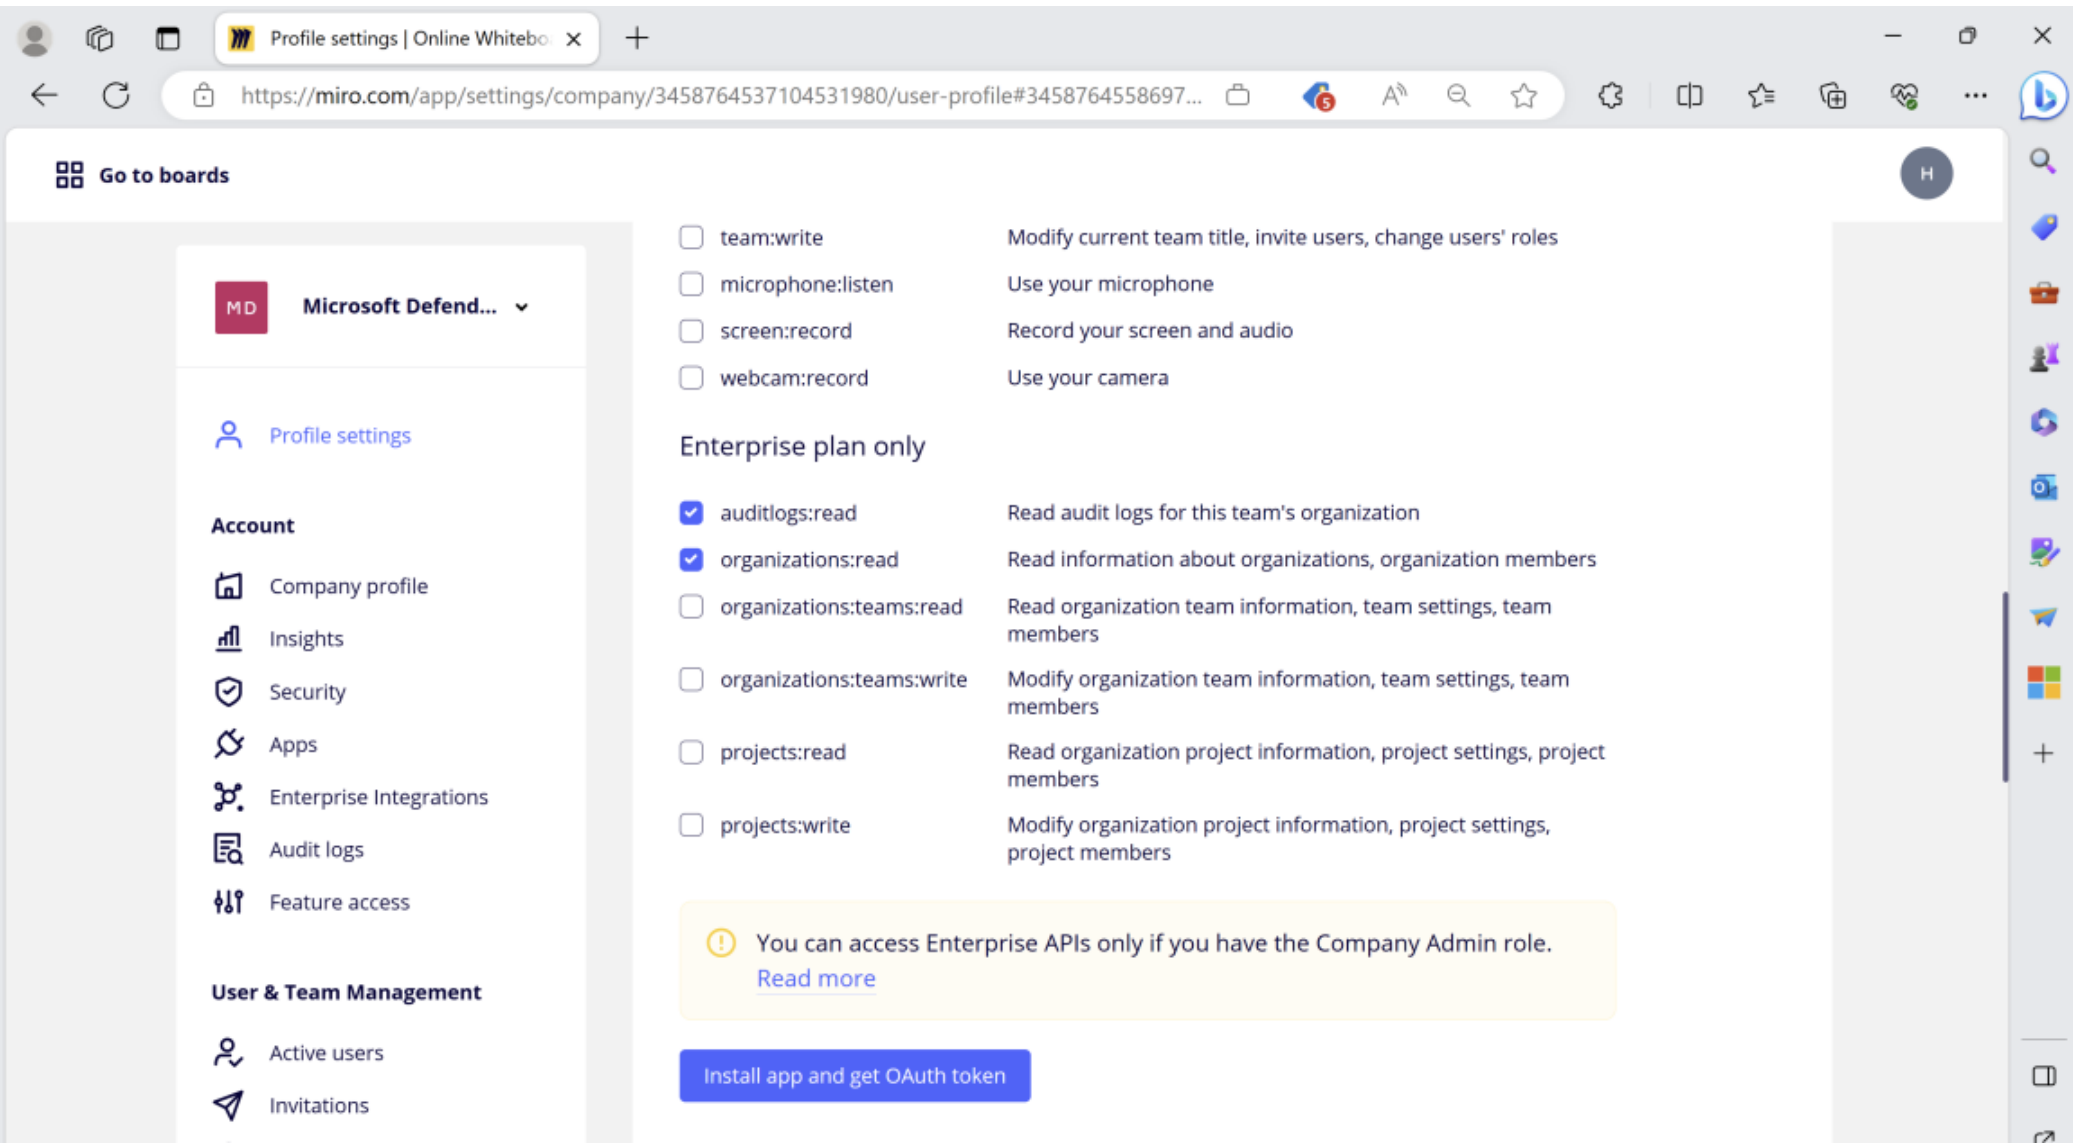 Profile settings | Online Whitebo
https://miro.com/app/settings/company/3458764537104531980/user-profile#3458764558697...
5
Go to boards
H
MD
Microsoft Defend...
Profile settings
Account
Company profile
Insights
Security
Apps
Enterprise Integrations
Audit logs
Feature access
User & Team Management
Active users
Invitations
team:write Modify current team title, invite users, change users' roles
microphone:listen Use your microphone
screen:record Record your screen and audio
webcam:record Use your camera
Enterprise plan only
auditlogs:read Read audit logs for this team's organization
organizations:read Read information about organizations, organization members
organizations:teams:read Read organization team information, team settings, team
members
organizations:teams:write Modify organization team information, team settings, team
members
projects:read Read organization project information, project settings, project
members
projects:write Modify organization project information, project settings,
project members
You can access Enterprise APIs only if you have the Company Admin role.
Read more
Install app and get OAuth token